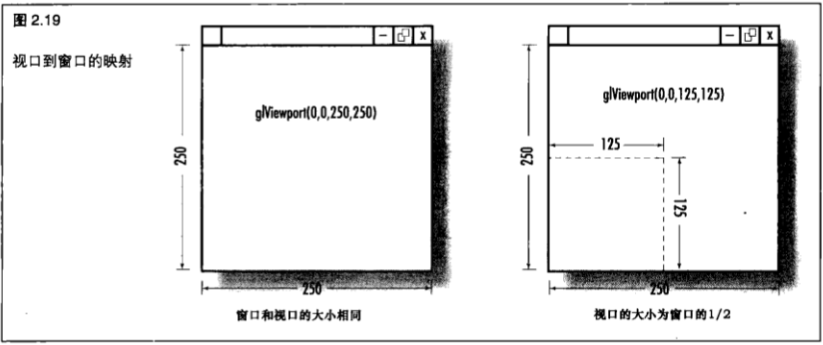 图 2.19
视口到窗口的映射
glViewport(0,0,250,250)
250
250
窗口和视口的大小相同
glViewport(0,0,125,125)
125
125
250
250
视口的大小为窗口的1/2